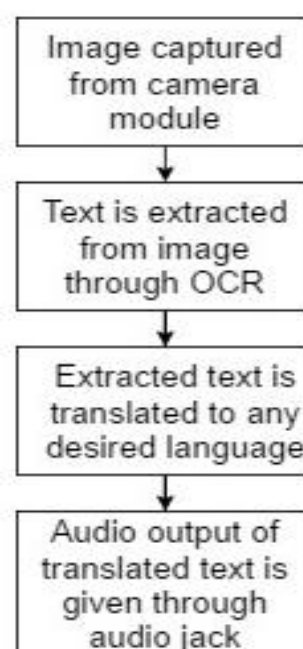 Image captured
from camera
module
Text is extracted
from image
through OCR
Extracted text is
translated to any
desired language
Audio output of
translated text is
given through
audio jack